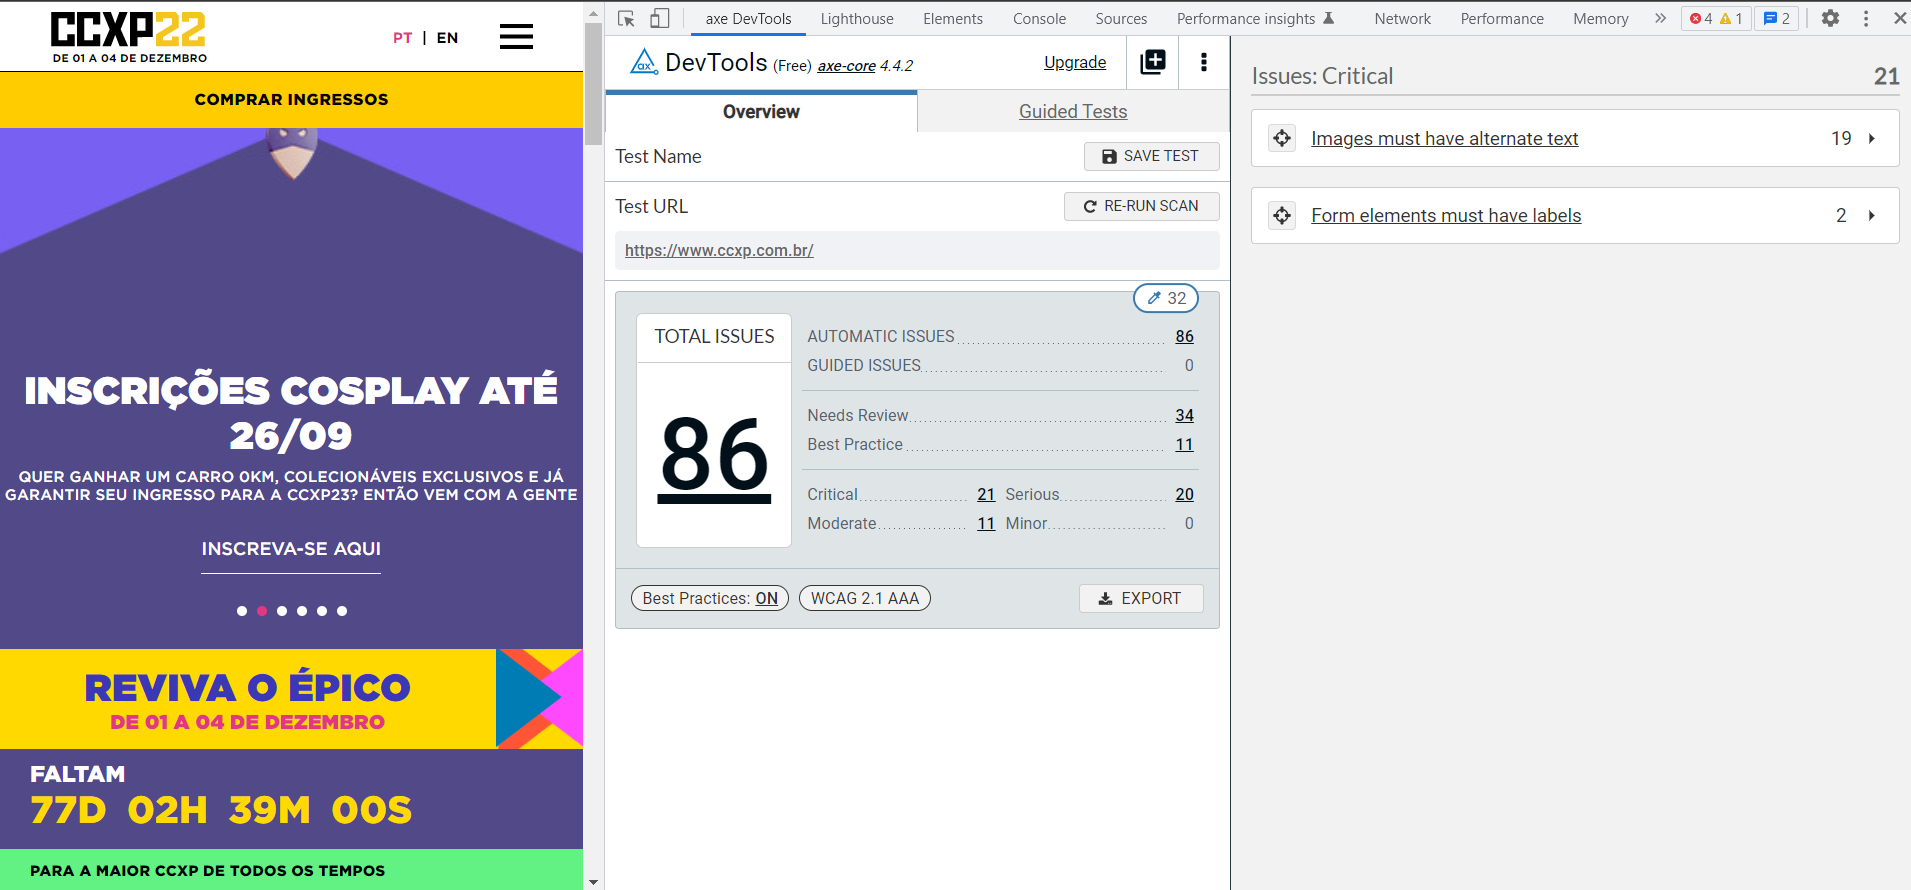 CCXP22
DE 01 A 04 DE DEZEMBRO
PT | EN
COMPRAR INGRESSOS
INSCRIÇÕES COSPLAY ATÉ
26/09
QUER GANHAR UM CARRO 0KM, COLECIONÁVEIS EXCLUSIVOS E JÁ
GARANTIR SEU INGRESSO PARA A CCXP23? ENTÃO VEM COM A GENTE
INSCREVA-SE AQUI
REVIVA O ÉPICO
DE 01 A 04 DE DEZEMBRO
FALTAM
77D 02H 39M 00S
PARA A MAIOR CCXP DE TODOS OS TEMPOS
axe DevTools Lighthouse Elements Console Sources Performance insights Network Performance Memory 4 1 2
ax DevTools (Free) axe-core 4.4.2 Upgrade
Overview Guided Tests
Test Name SAVE TEST
Test URL RE-RUN SCAN
https://www.ccxp.com.br/
32
TOTAL ISSUES
86
AUTOMATIC ISSUES 86
GUIDED ISSUES 0
Needs Review 34
Best Practice 11
Critical 21 Serious 20
Moderate 11 Minor 0
Best Practices: ON WCAG 2.1 AAA EXPORT
Issues: Critical 21
Images must have alternate text 19
Form elements must have labels 2